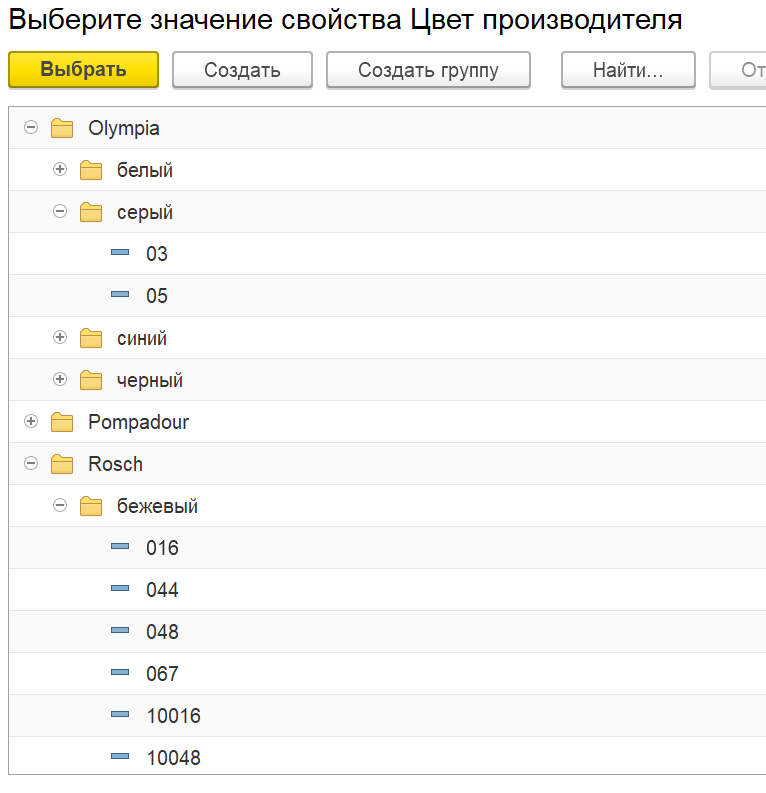 Выберите значение свойства Цвет производителя
Выбрать Создать Создать группу Найти...
Olympia
белый
серый
03
05
синий
черный
Pompadour
Rosch
бежевый
016
044
048
067
10016
10048